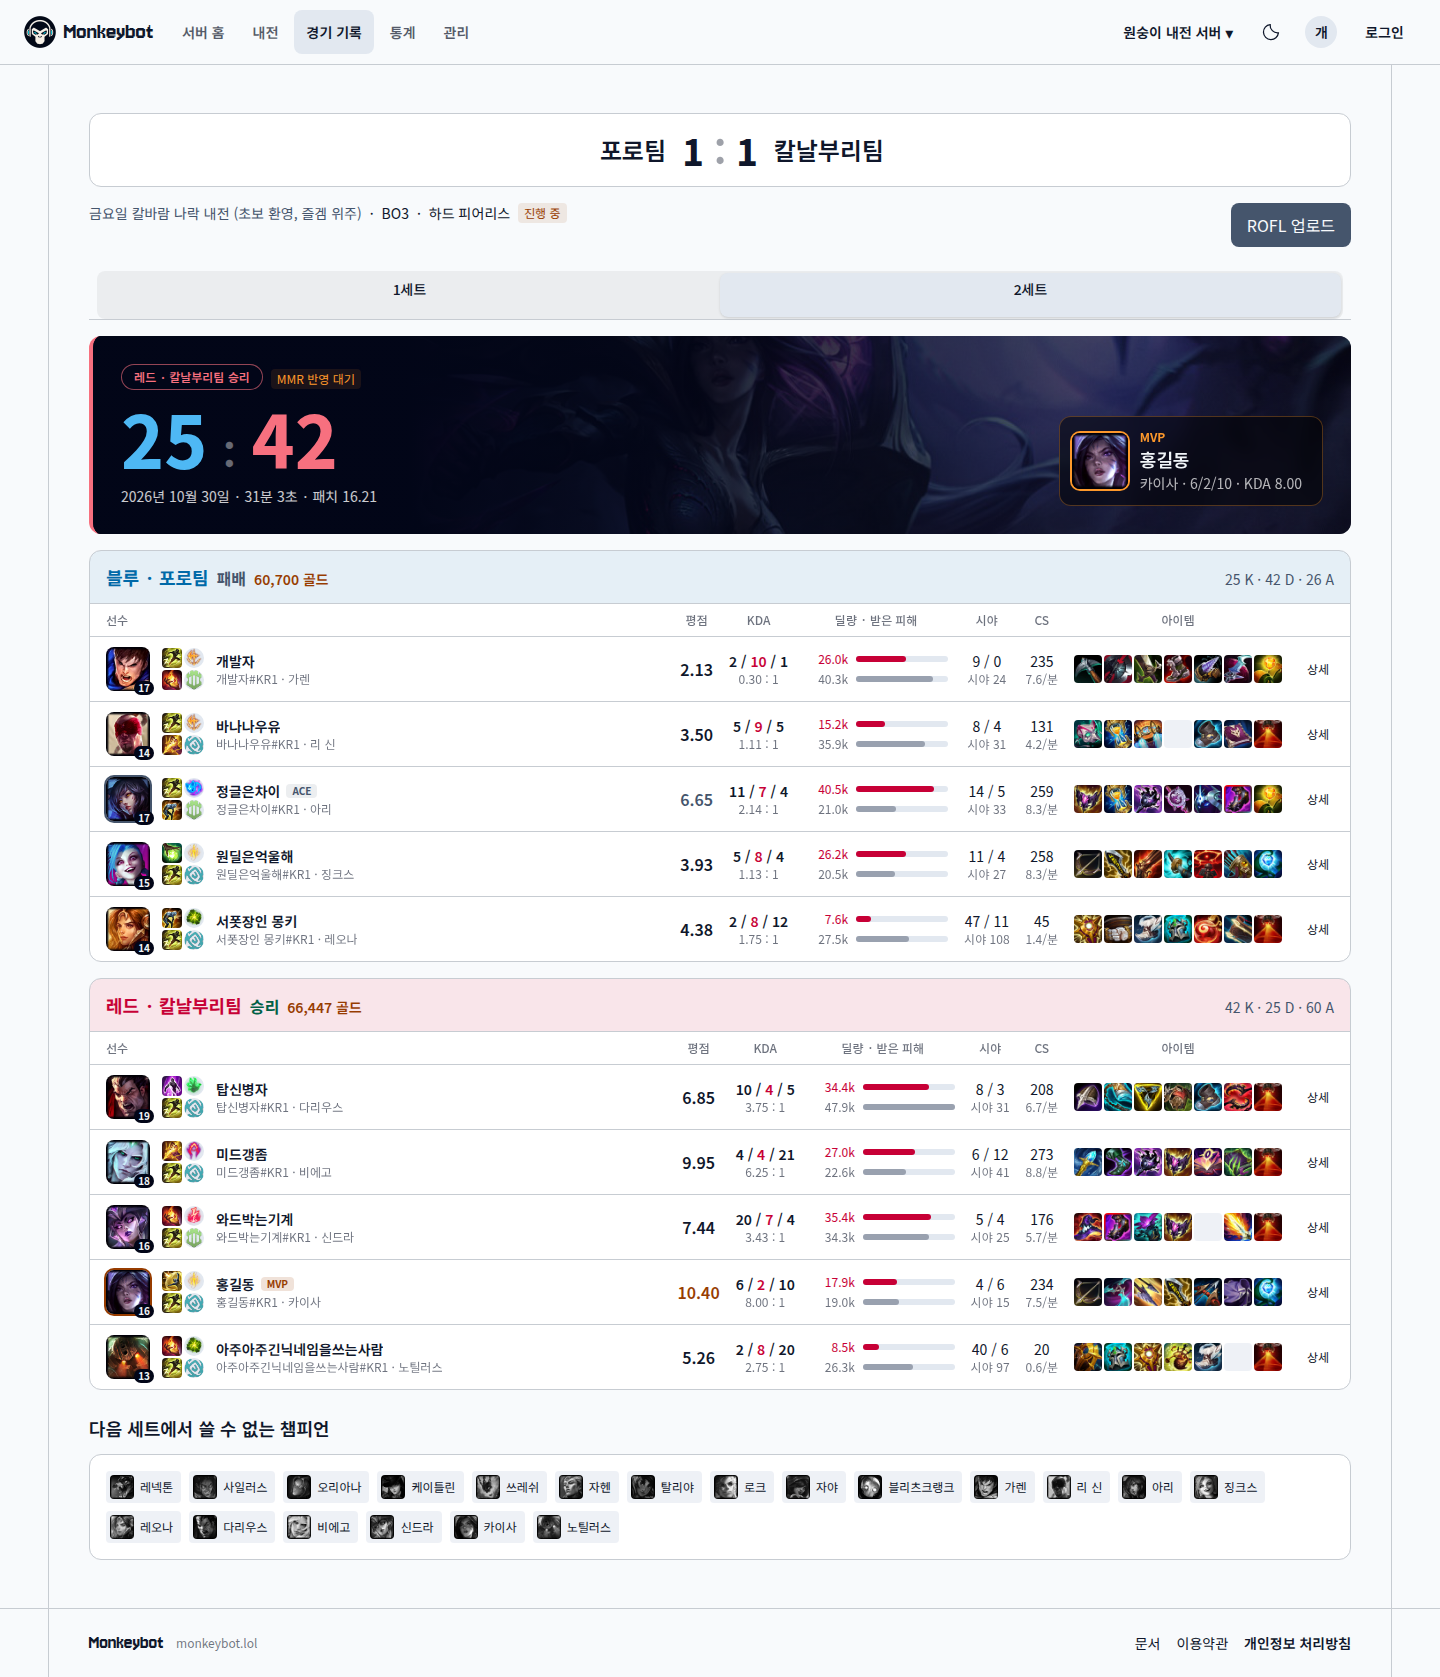 Monkeybot 서버 홈 내전 경기 기록 통계 관리 원숭이 내전 서버 ▾ 개 로그인
포로팀 1 : 1 칼날부리팀
금요일 칼바람 나락 내전 (초보 환영, 즐겜 위주) · BO3 · 하드 피어리스 진행 중
ROFL 업로드
1세트 2세트
레드 · 칼날부리팀 승리 MMR 반영 대기
25 : 42
2026년 10월 30일 · 31분 3초 · 패치 16.21
MVP
홍길동
카이사 · 6/2/10 · KDA 8.00
블루 · 포로팀 패배 60,700 골드 25 K · 42 D · 26 A
선수 평점 KDA 딜량 · 받은 피해 시야 CS 아이템
17 개발자 2.13 2 / 10 / 1 26.0k 9 / 0 235 상세
개발자#KR1 · 가렌 0.30 : 1 40.3k 시야 24 7.6/분
14 바나나우유 3.50 5 / 9 / 5 15.2k 8 / 4 131 상세
바나나우유#KR1 · 리 신 1.11 : 1 35.9k 시야 31 4.2/분
17 정글은차이 ACE 6.65 11 / 7 / 4 40.5k 14 / 5 259 상세
정글은차이#KR1 · 아리 2.14 : 1 21.0k 시야 33 8.3/분
15 원딜은억울해 3.93 5 / 8 / 4 26.2k 11 / 4 258 상세
원딜은억울해#KR1 · 징크스 1.13 : 1 20.5k 시야 27 8.3/분
14 서폿장인 몽키 4.38 2 / 8 / 12 7.6k 47 / 11 45 상세
서폿장인 몽키#KR1 · 레오나 1.75 : 1 27.5k 시야 108 1.4/분
레드 · 칼날부리팀 승리 66,447 골드 42 K · 25 D · 60 A
선수 평점 KDA 딜량 · 받은 피해 시야 CS 아이템
19 탑신병자 6.85 10 / 4 / 5 34.4k 8 / 3 208 상세
탑신병자#KR1 · 다리우스 3.75 : 1 47.9k 시야 31 6.7/분
18 미드갱좀 9.95 4 / 4 / 21 27.0k 6 / 12 273 상세
미드갱좀#KR1 · 비에고 6.25 : 1 22.6k 시야 41 8.8/분
16 와드박는기계 7.44 20 / 7 / 4 35.4k 5 / 4 176 상세
와드박는기계#KR1 · 신드라 3.43 : 1 34.3k 시야 25 5.7/분
16 홍길동 MVP 10.40 6 / 2 / 10 17.9k 4 / 6 234 상세
홍길동#KR1 · 카이사 8.00 : 1 19.0k 시야 15 7.5/분
13 아주아주긴닉네임을쓰는사람 5.26 2 / 8 / 20 8.5k 40 / 6 20 상세
아주아주긴닉네임을쓰는사람#KR1 · 노틸러스 2.75 : 1 26.3k 시야 97 0.6/분
다음 세트에서 쓸 수 없는 챔피언
레넥톤 사일러스 오리아나 케이틀린 쓰레쉬 자헨 탈리야 로크 자야 블리츠크랭크 가렌 리 신 아리 징크스
레오나 다리우스 비에고 신드라 카이사 노틸러스
Monkeybot monkeybot.lol 문서 이용약관 개인정보 처리방침